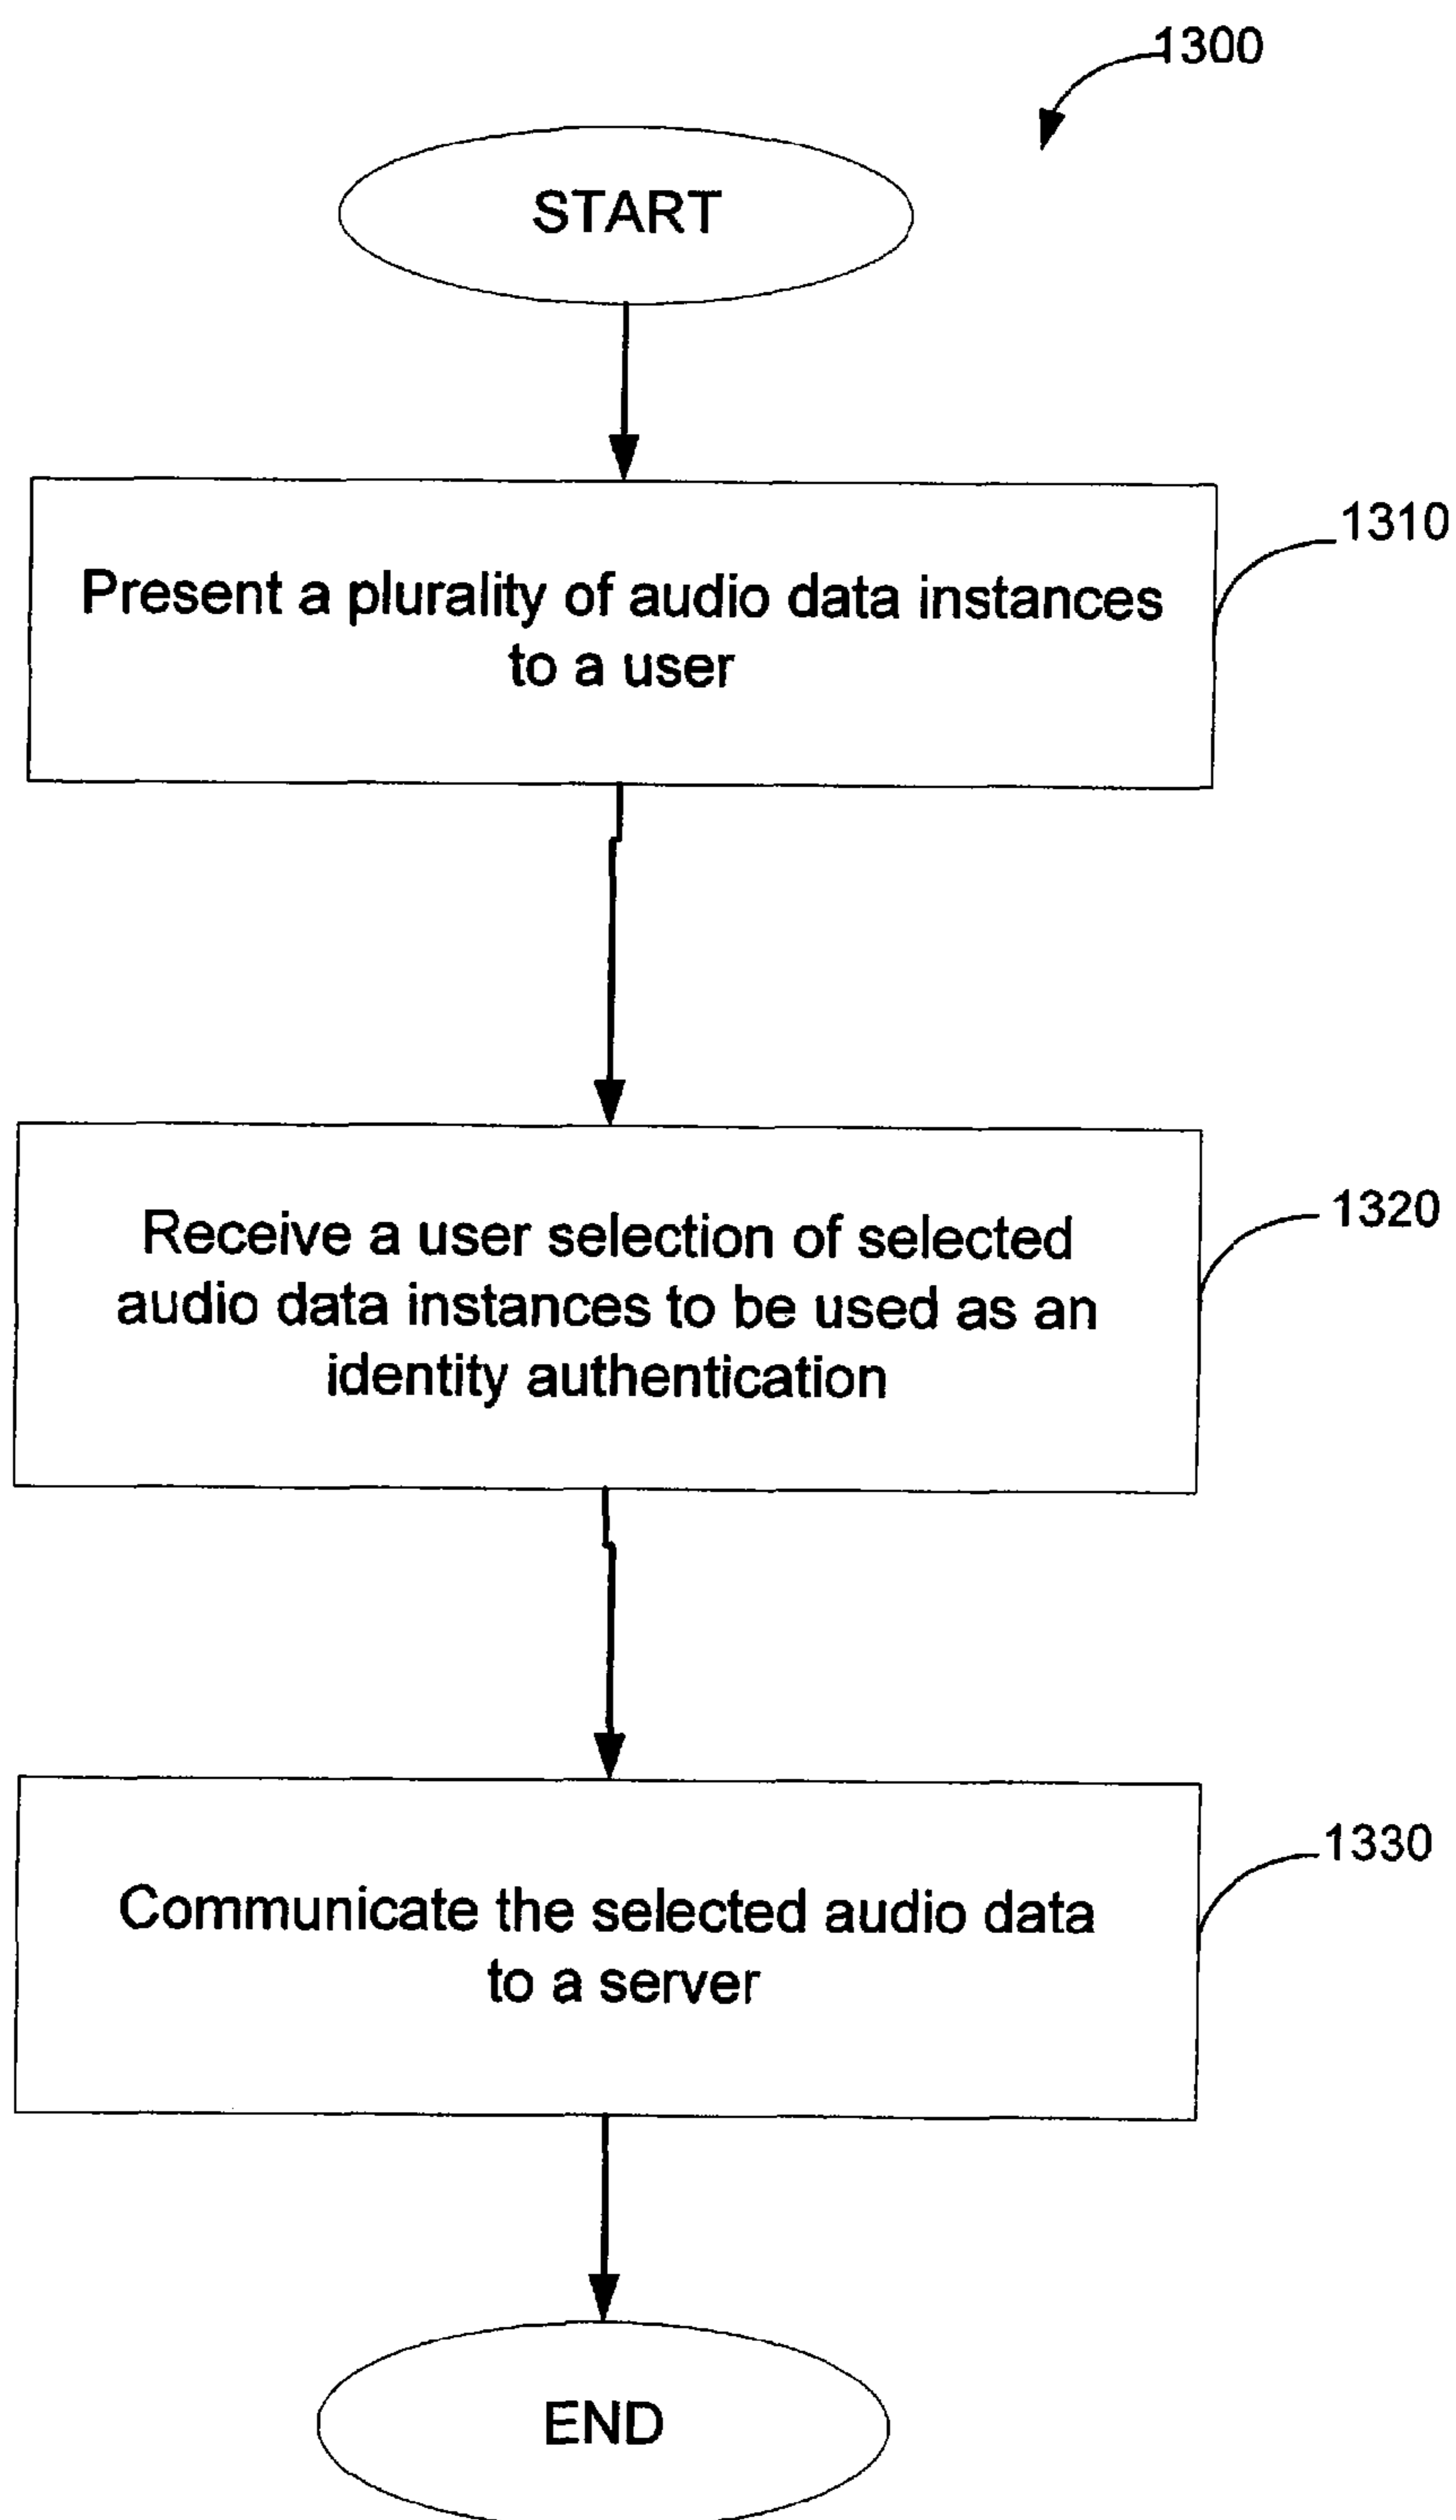 1300
START
Present a plurality of audio data instances
to a user
1310
Receive a user selection of selected
audio data instances to be used as an
identity authentication
1320
Communicate the selected audio data
to a server
1330
END